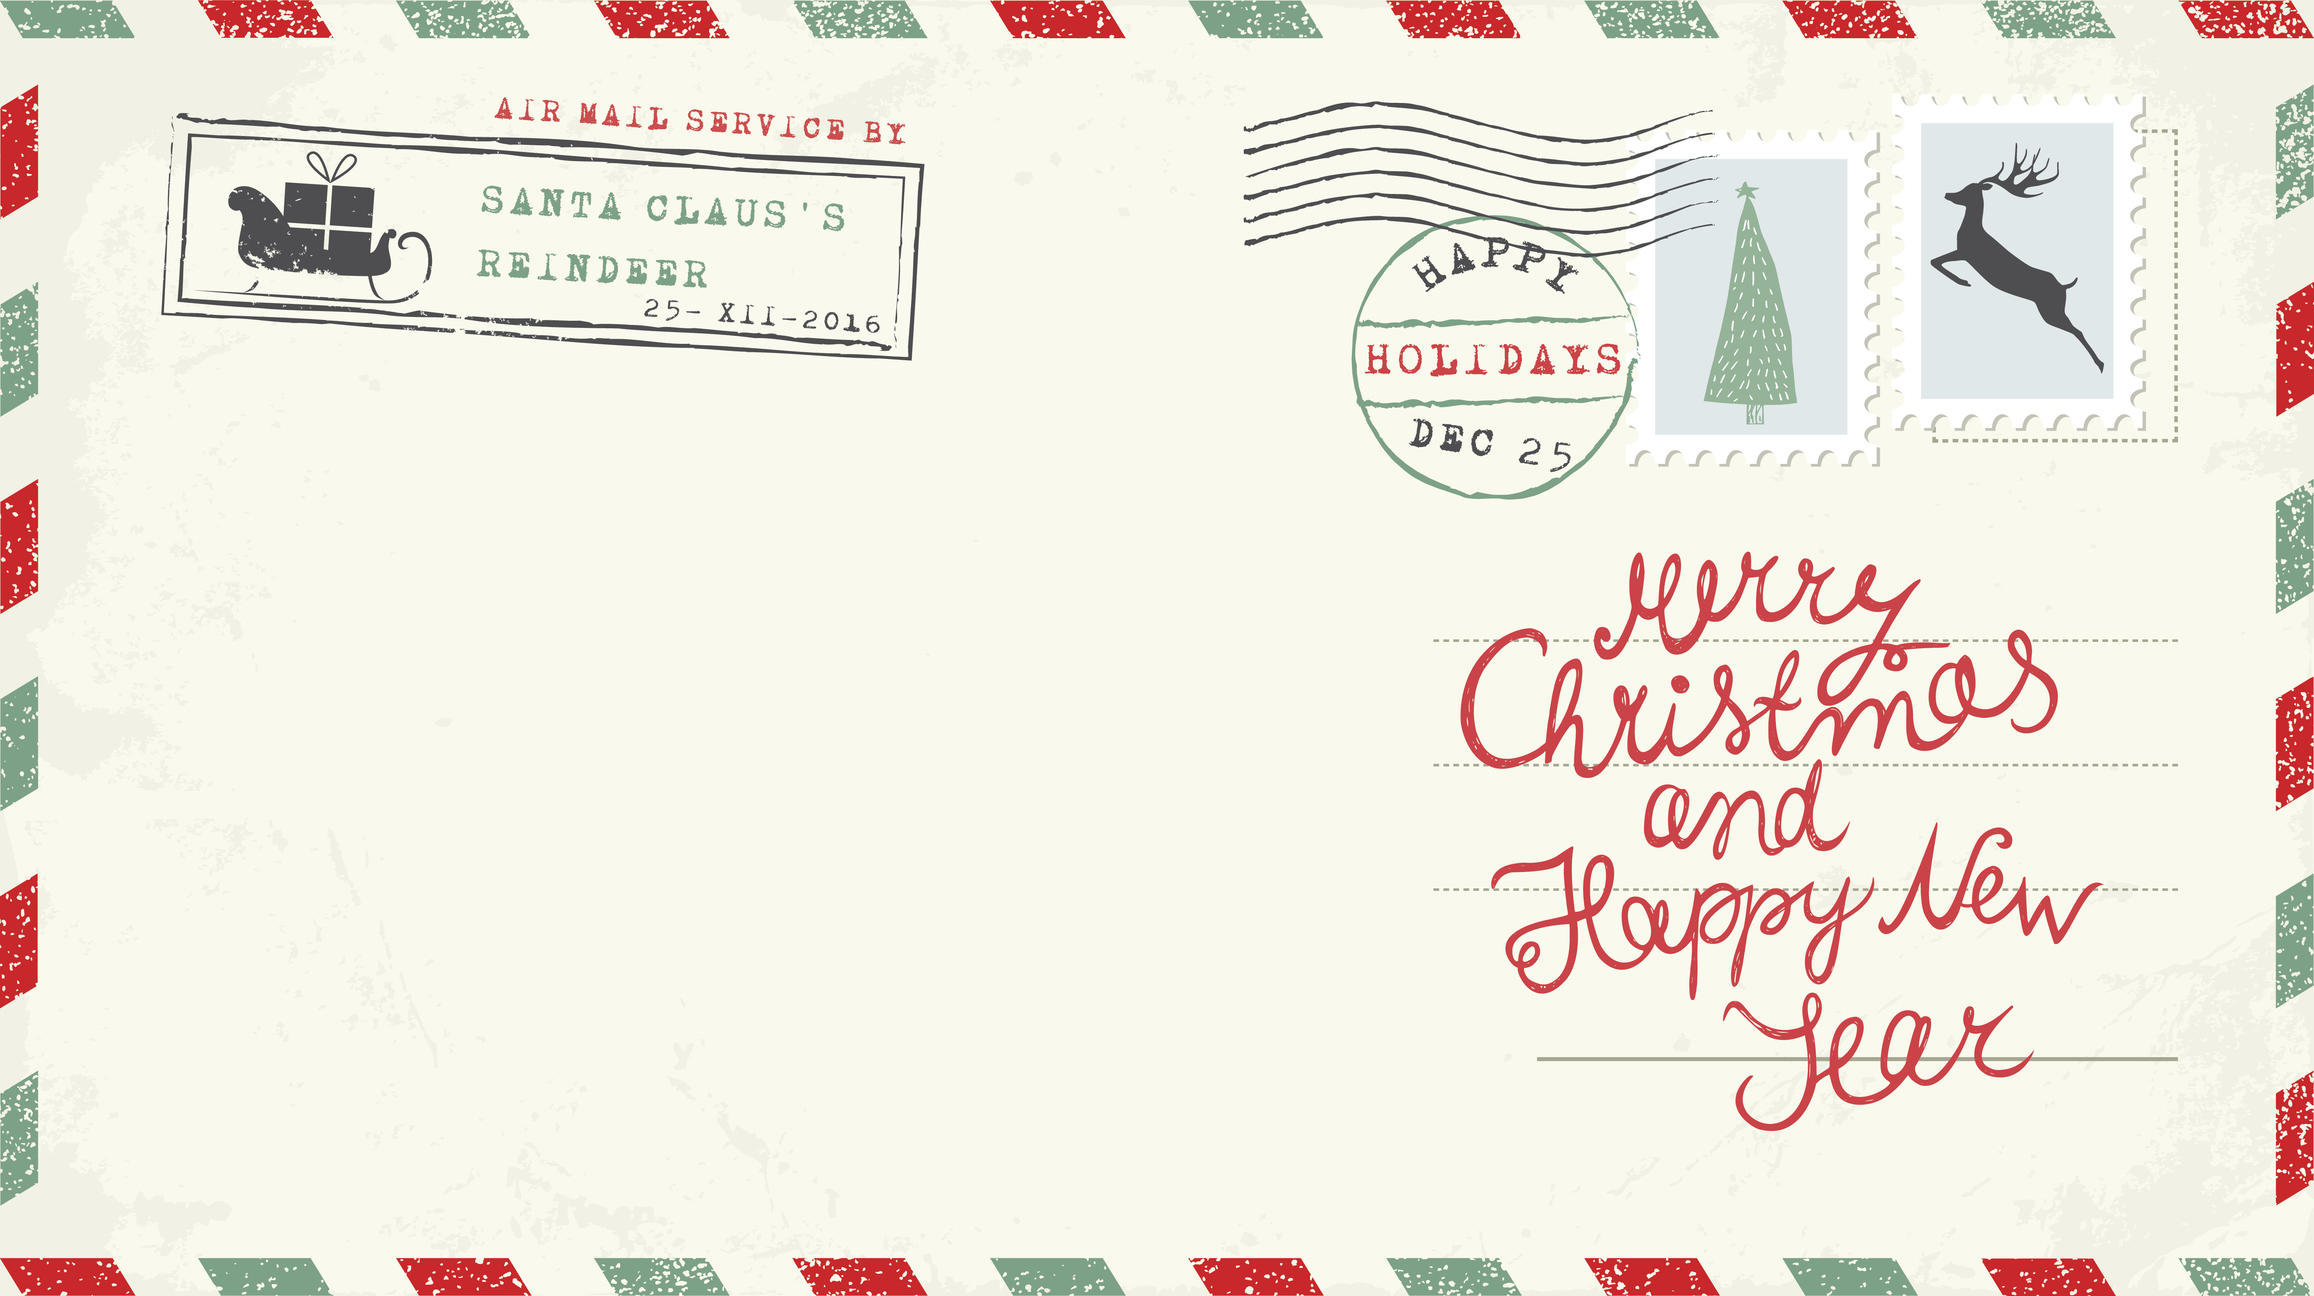 AIR MAIL SERVICE BY
SANTA CLAUS'S
REINDEER
25- XII-2016
HAPPY
HOLIDAYS
DEC 25
Merry
Christmas
and
Happy New
Year